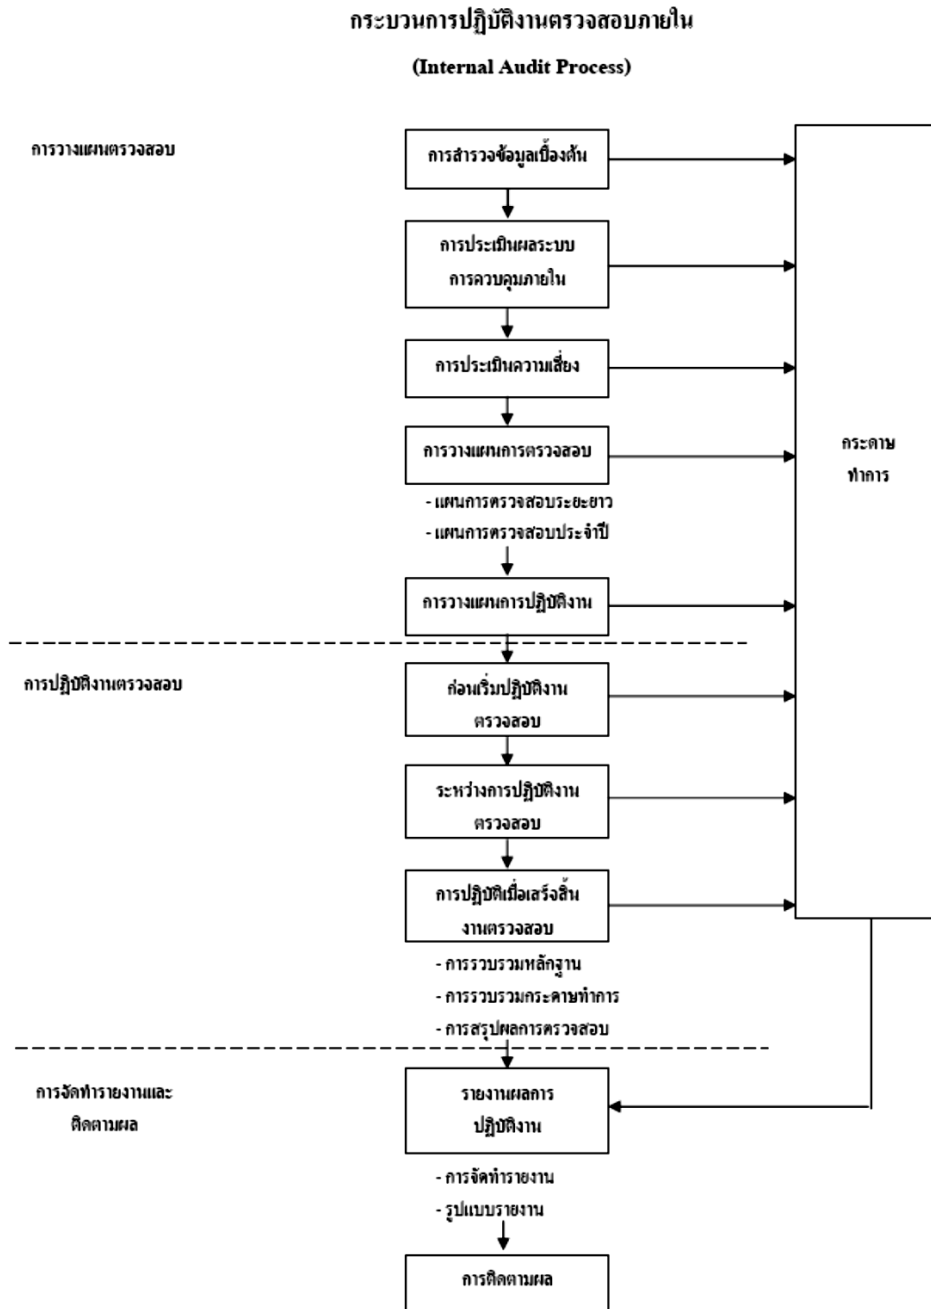 กระบวนการปฏิบัติงานตรวจสอบภายใน
(Internal Audit Process)
การวางแผนตรวจสอบ
การสำรวจข้อมูลเบื้องต้น
การประเมินผลระบบ
การควบคุมภายใน
การประเมินความเสี่ยง
การวางแผนการตรวจสอบ
- แผนการตรวจสอบระยะยาว
- แผนการตรวจสอบประจำปี
การวางแผนการปฏิบัติงาน
กระดาษ
ทำการ
การปฏิบัติงานตรวจสอบ
ก่อนเริ่มปฏิบัติงาน
ตรวจสอบ
ระหว่างการปฏิบัติงาน
ตรวจสอบ
การปฏิบัติเมื่อเสร็จสิ้น
งานตรวจสอบ
- การรวบรวมหลักฐาน
- การรวบรวมกระดาษทำการ
- การสรุปผลการตรวจสอบ
การจัดทำรายงานและ
ติดตามผล
รายงานผลการ
ปฏิบัติงาน
- การจัดทำรายงาน
- รูปแบบรายงาน
การติดตามผล